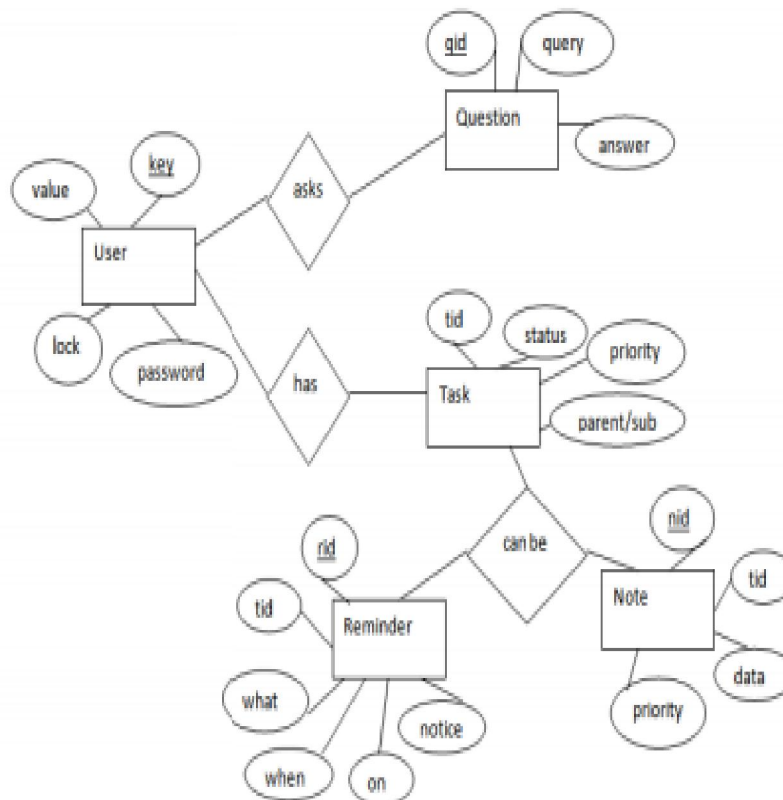 gid
query
Question
answer
key
value
asks
User
lock
password
tid
status
priority
has
Task
parent/sub
nid
rid
can be
tid
tid
Note
Reminder
data
what
priority
notice
when
on